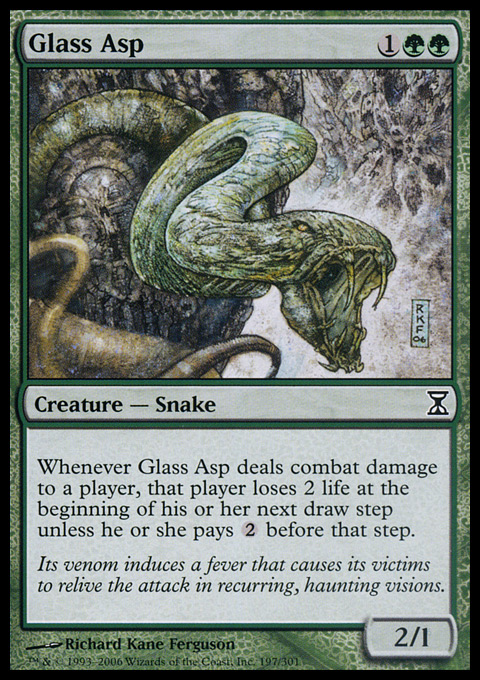 Glass Asp 1
RKF
06
Creature — Snake
Whenever Glass Asp deals combat damage
to a player, that player loses 2 life at the
beginning of his or her next draw step
unless he or she pays 2 before that step.
Its venom induces a fever that causes its victims
to relive the attack in recurring, haunting visions.
2/1
Richard Kane Ferguson
™ & © 1993–2006 Wizards of the Coast, Inc. 197/301